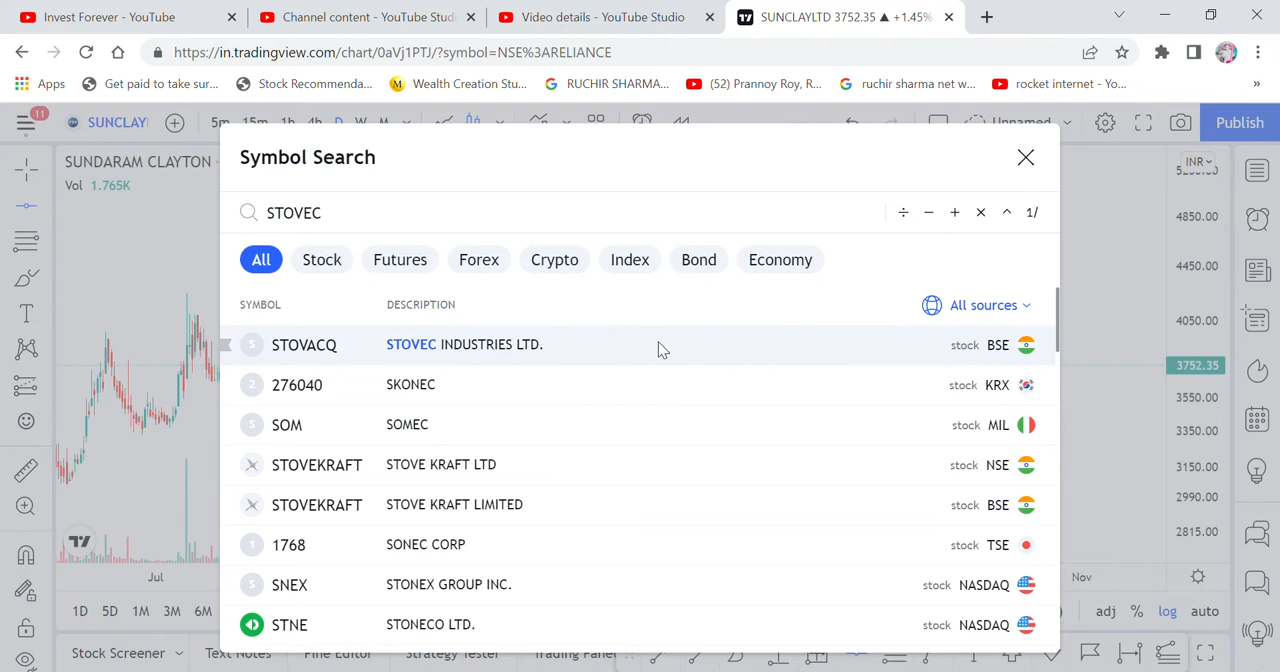 Invest Forever - YouTube
Channel content - YouTube Studi
Video details - YouTube Studio
SUNCLAYLTD 3752.35 ▲ +1.45%
https://in.tradingview.com/chart/0aVj1PTJ/?symbol=NSE%3ARELIANCE
Apps
Get paid to take sur...
Stock Recommenda...
M
Wealth Creation Stu...
RUCHIR SHARMA...
(52) Prannoy Roy, R...
ruchir sharma net w...
rocket internet - Yo...
»
11
SUNCLAY
5m 15m 1h 4h D W M
Unnamed
Publish
SUNDARAM CLAYTON
Vol 1.765K
INR
Symbol Search
STOVEC
÷ − + × ^ 1/
All
Stock
Futures
Forex
Crypto
Index
Bond
Economy
SYMBOL DESCRIPTION
All sources
S STOVACQ STOVEC INDUSTRIES LTD. stock BSE
2 276040 SKONEC stock KRX
S SOM SOMEC stock MIL
STOVEKRAFT STOVE KRAFT LTD stock NSE
STOVEKRAFT STOVE KRAFT LIMITED stock BSE
1 1768 SONEC CORP stock TSE
S SNEX STONEX GROUP INC. stock NASDAQ
STNE STONECO LTD. stock NASDAQ
4850.00
4450.00
4050.00
3752.35
3550.00
3350.00
3150.00
2990.00
2815.00
Jul
Nov
1D 5D 1M 3M 6M
adj % log auto
Stock Screener
Text Notes
Pine Editor
Strategy Tester
Trading Panel